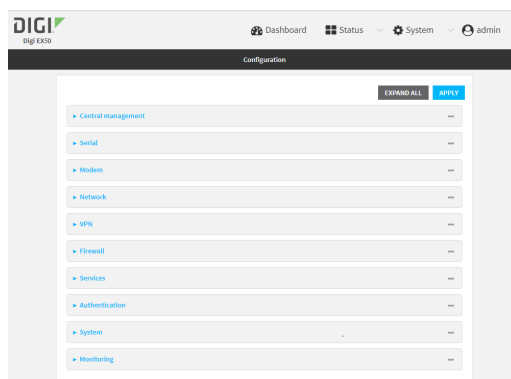 DIGI
Digi EX50
Dashboard Status System admin
Configuration
EXPAND ALL APPLY
Central management
Serial
Modem
Network
VPN
Firewall
Services
Authentication
System
Monitoring